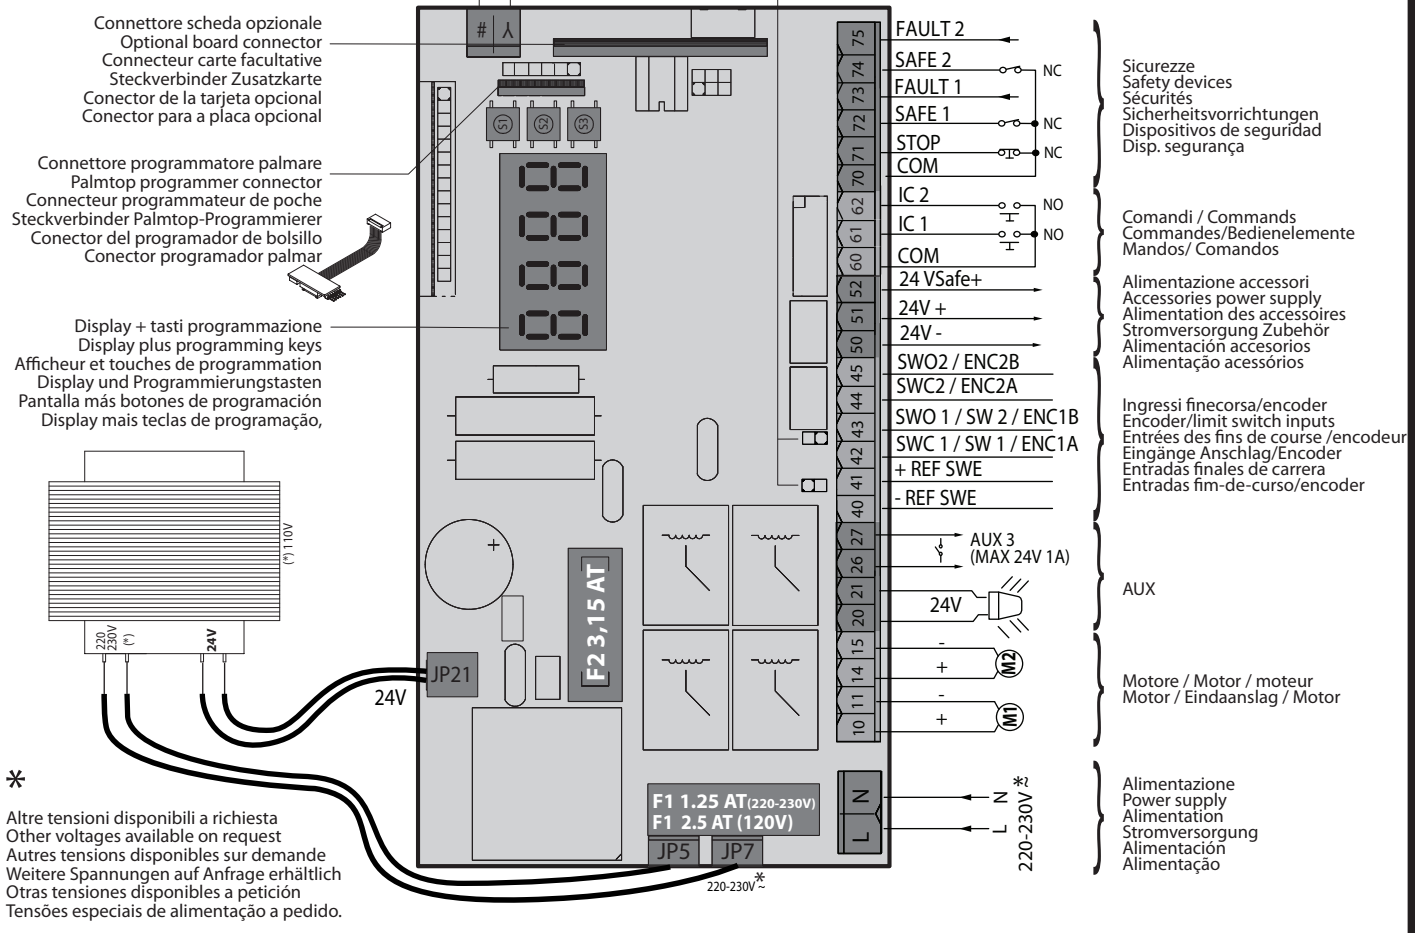 Connettore scheda opzionale
Optional board connector
Connecteur carte facultative
Steckverbinder Zusatzkarte
Conector de la tarjeta opcional
Conector para a placa opcional
Connettore programmatore palmare
Palmtop programmer connector
Connecteur programmateur de poche
Steckverbinder Palmtop-Programmierer
Conector del programador de bolsillo
Conector programador palmar
Display + tasti programmazione
Display plus programming keys
Afficheur et touches de programmation
Display und Programmierungstasten
Pantalla más botones de programación
Display mais teclas de programação,
(*) 110V
220
230V
(*)
24V
24V
*
Altre tensioni disponibili a richiesta
Other voltages available on request
Autres tensions disponibles sur demande
Weitere Spannungen auf Anfrage erhältlich
Otras tensiones disponibles a petición
Tensões especiais de alimentação a pedido.
# Y
S1 S2 S3
+
F2 3,15 AT
JP21
F1 1.25 AT(220-230V)
F1 2.5 AT (120V)
JP5 JP7
220-230V~ *
75 FAULT 2
74 SAFE 2 NC
73 FAULT 1
72 SAFE 1 NC
71 STOP NC
70 COM
62 IC 2 NO
61 IC 1 NO
60 COM
52 24 VSafe+
51 24V +
50 24V -
45 SWO2 / ENC2B
44 SWC2 / ENC2A
43 SWO 1 / SW 2 / ENC1B
42 SWC 1 / SW 1 / ENC1A
41 + REF SWE
40 - REF SWE
27 AUX 3
26 (MAX 24V 1A)
21
24V
20
15 -
M2
14 +
11 -
M1
10 +
N N
L L
220-230V~ *
Sicurezze
Safety devices
Sécurités
Sicherheitsvorrichtungen
Dispositivos de seguridad
Disp. segurança
Comandi / Commands
Commandes/Bedienelemente
Mandos/ Comandos
Alimentazione accessori
Accessories power supply
Alimentation des accessoires
Stromversorgung Zubehör
Alimentación accesorios
Alimentação acessórios
Ingressi finecorsa/encoder
Encoder/limit switch inputs
Entrées des fins de course /encodeur
Eingänge Anschlag/Encoder
Entradas finales de carrera
Entradas fim-de-curso/encoder
AUX
Motore / Motor / moteur
Motor / Eindaanslag / Motor
Alimentazione
Power supply
Alimentation
Stromversorgung
Alimentación
Alimentação